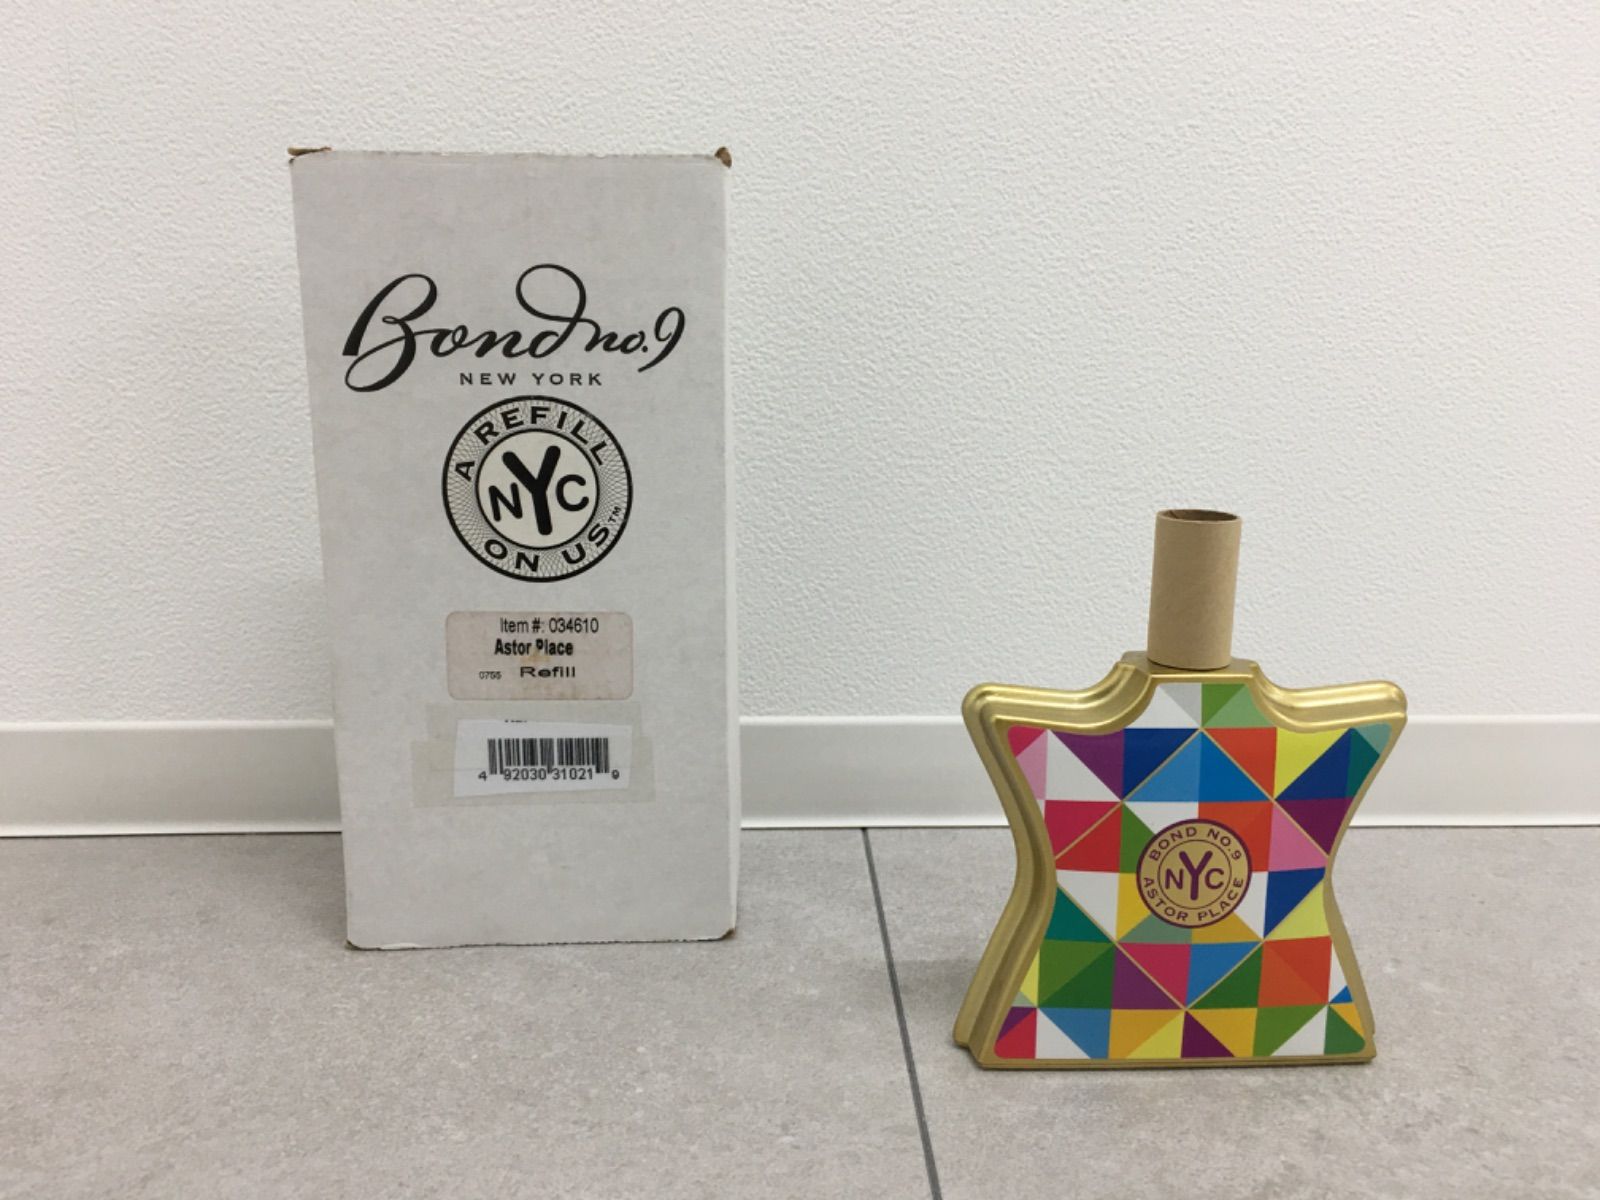 Bond no.9
NEW YORK
A REFILL
NYC
ON US™
Item #: 034610
Astor Place
0755 Refill
4 92030 31021 9
BOND NO.9
NYC
ASTOR PLACE